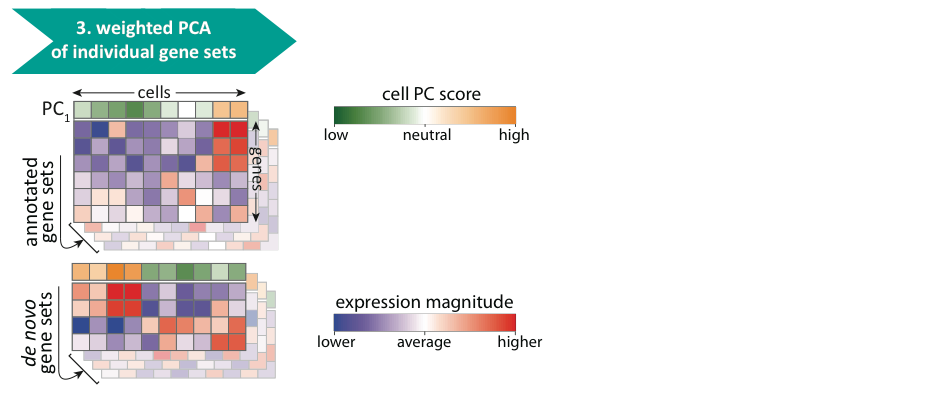 3. weighted PCA
of individual gene sets
cells
PC1
genes
annotated
gene sets
de novo
gene sets
cell PC score
low neutral high
expression magnitude
lower average higher